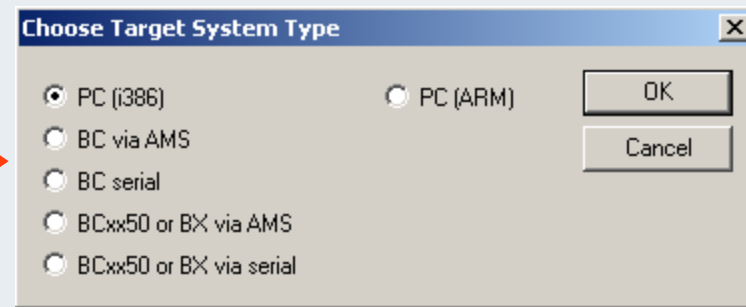 Choose Target System Type
PC (i386)
PC (ARM)
OK
BC via AMS
Cancel
BC serial
BCxx50 or BX via AMS
BCxx50 or BX via serial